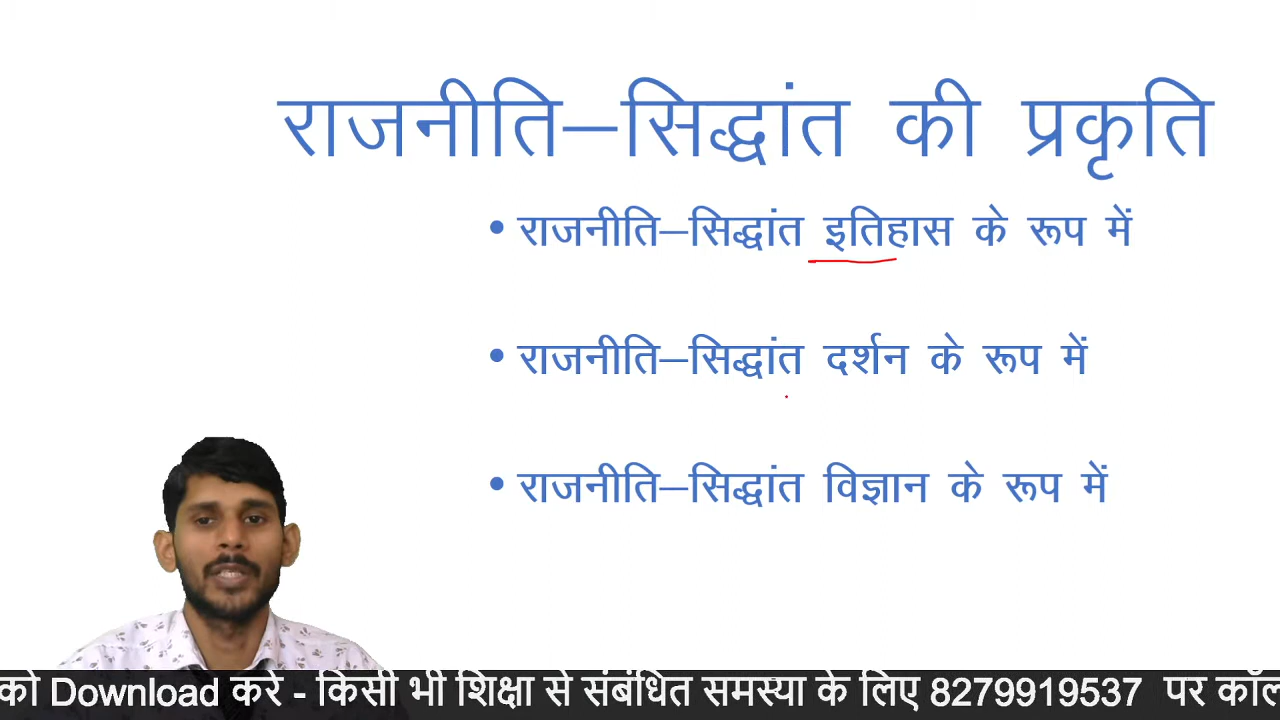 राजनीति–सिद्धांत की प्रकृति
• राजनीति–सिद्धांत इतिहास के रूप में
• राजनीति–सिद्धांत दर्शन के रूप में
• राजनीति–सिद्धांत विज्ञान के रूप में
को Download करे - किसी भी शिक्षा से संबंधित समस्या के लिए 8279919537 पर कॉल